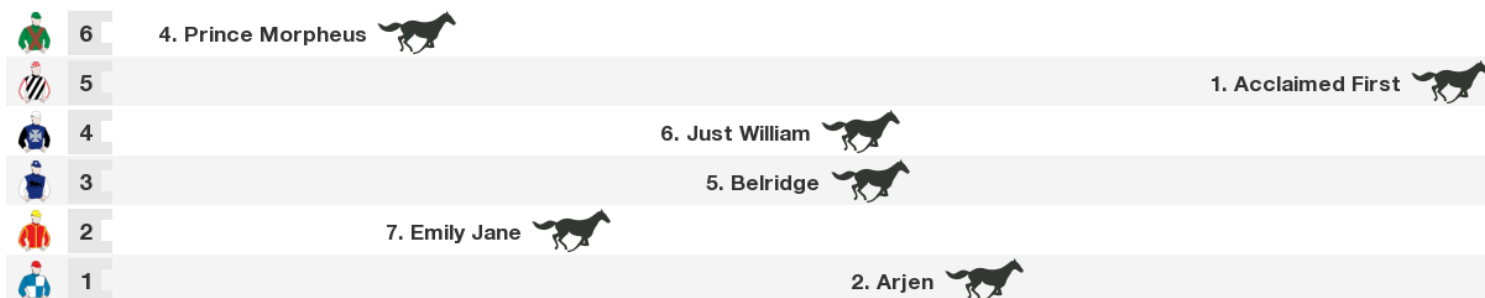 6 4. Prince Morpheus
5 1. Acclaimed First
4 6. Just William
3 5. Belridge
2 7. Emily Jane
1 2. Arjen